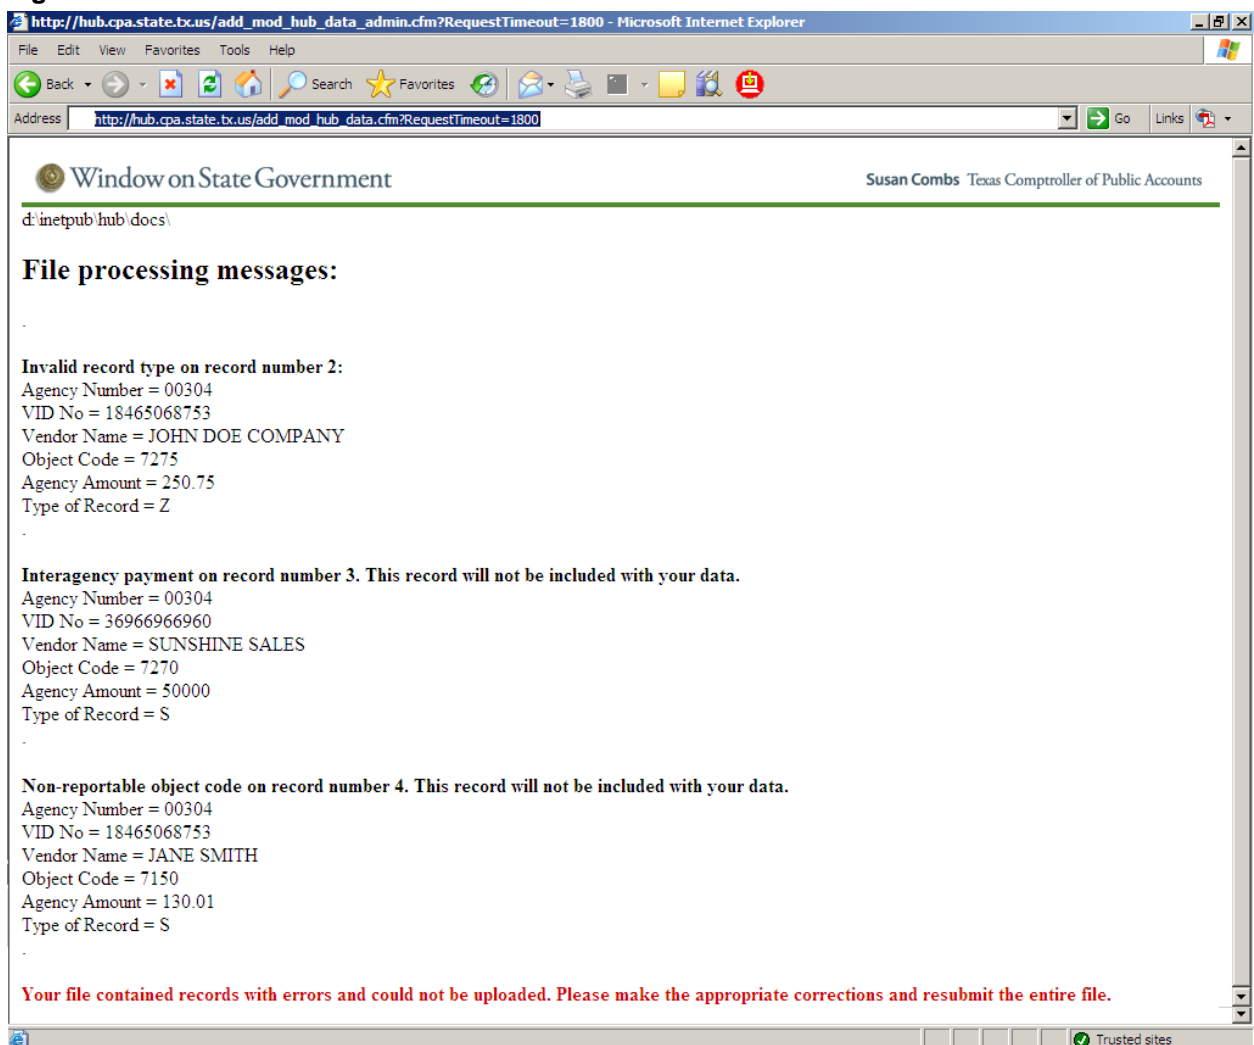 http://hub.cpa.state.tx.us/add_mod_hub_data_admin.cfm?RequestTimeout=1800 - Microsoft Internet Explorer
File Edit View Favorites Tools Help
Back Search Favorites
Address http://hub.cpa.state.tx.us/add_mod_hub_data.cfm?RequestTimeout=1800 Go Links
Window on State Government Susan Combs Texas Comptroller of Public Accounts
d:\inetpub\hub\docs\
File processing messages:
.
Invalid record type on record number 2:
Agency Number = 00304
VID No = 18465068753
Vendor Name = JOHN DOE COMPANY
Object Code = 7275
Agency Amount = 250.75
Type of Record = Z
.
Interagency payment on record number 3. This record will not be included with your data.
Agency Number = 00304
VID No = 36966966960
Vendor Name = SUNSHINE SALES
Object Code = 7270
Agency Amount = 50000
Type of Record = S
.
Non-reportable object code on record number 4. This record will not be included with your data.
Agency Number = 00304
VID No = 18465068753
Vendor Name = JANE SMITH
Object Code = 7150
Agency Amount = 130.01
Type of Record = S
.
Your file contained records with errors and could not be uploaded. Please make the appropriate corrections and resubmit the entire file.
Trusted sites